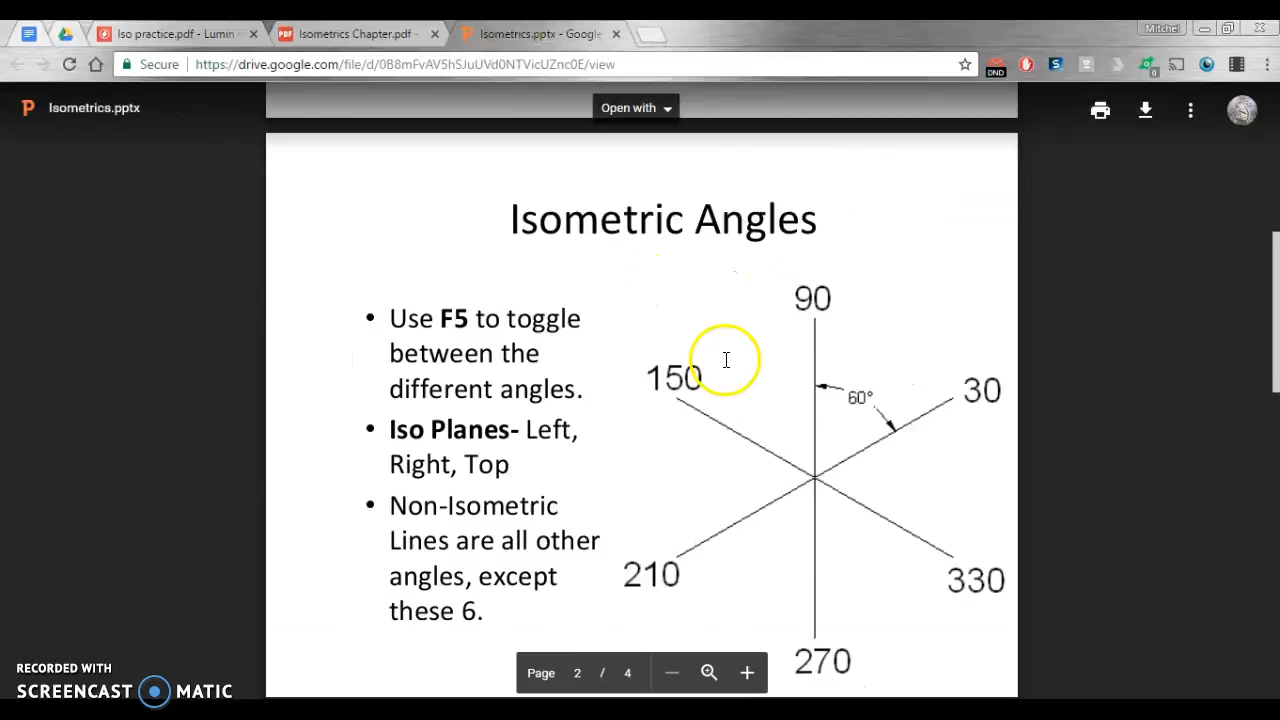 Iso practice.pdf - Lumin
Isometrics Chapter.pdf -
Isometrics.pptx - Google
Mitchel
Secure
https://drive.google.com/file/d/0B8mFvAV5hSJuUVd0NTVicUZnc0E/view
DND
0
Isometrics.pptx
Open with
Isometric Angles
• Use F5 to toggle
between the
different angles.
• Iso Planes- Left,
Right, Top
• Non-Isometric
Lines are all other
angles, except
these 6.
90
150
30
60°
210
330
270
Page 2 / 4
RECORDED WITH
SCREENCAST MATIC